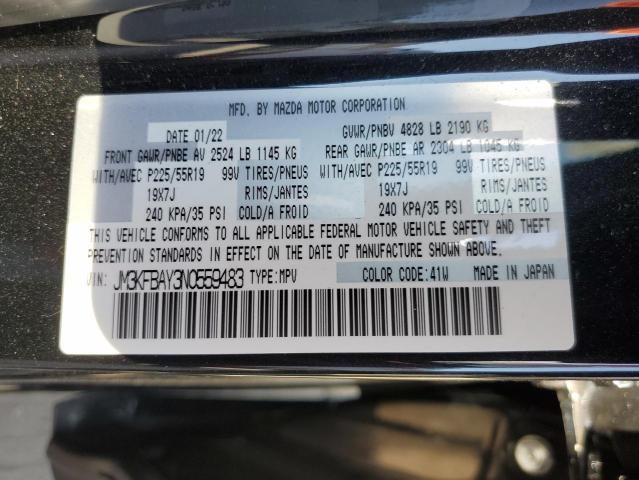 MFD. BY MAZDA MOTOR CORPORATION
DATE 01/22 GVWR/PNBV 4828 LB 2190 KG
FRONT GAWR/PNBE AV 2524 LB 1145 KG REAR GAWR/PNBE AR 2304 LB 1045 KG
WITH/AVEC P225/55R19 99V TIRES/PNEUS WITH/AVEC P225/55R19 99V TIRES/PNEUS
19X7J RIMS/JANTES 19X7J RIMS/JANTES
240 KPA/35 PSI COLD/A FROID 240 KPA/35 PSI COLD/A FROID
THIS VEHICLE CONFORMS TO ALL APPLICABLE FEDERAL MOTOR VEHICLE SAFETY AND THEFT
PREVENTION STANDARDS IN EFFECT ON THE DATE OF MANUFACTURE SHOWN ABOVE.
VIN: JM3KFBAY3N0559483 TYPE:MPV COLOR CODE:41W MADE IN JAPAN